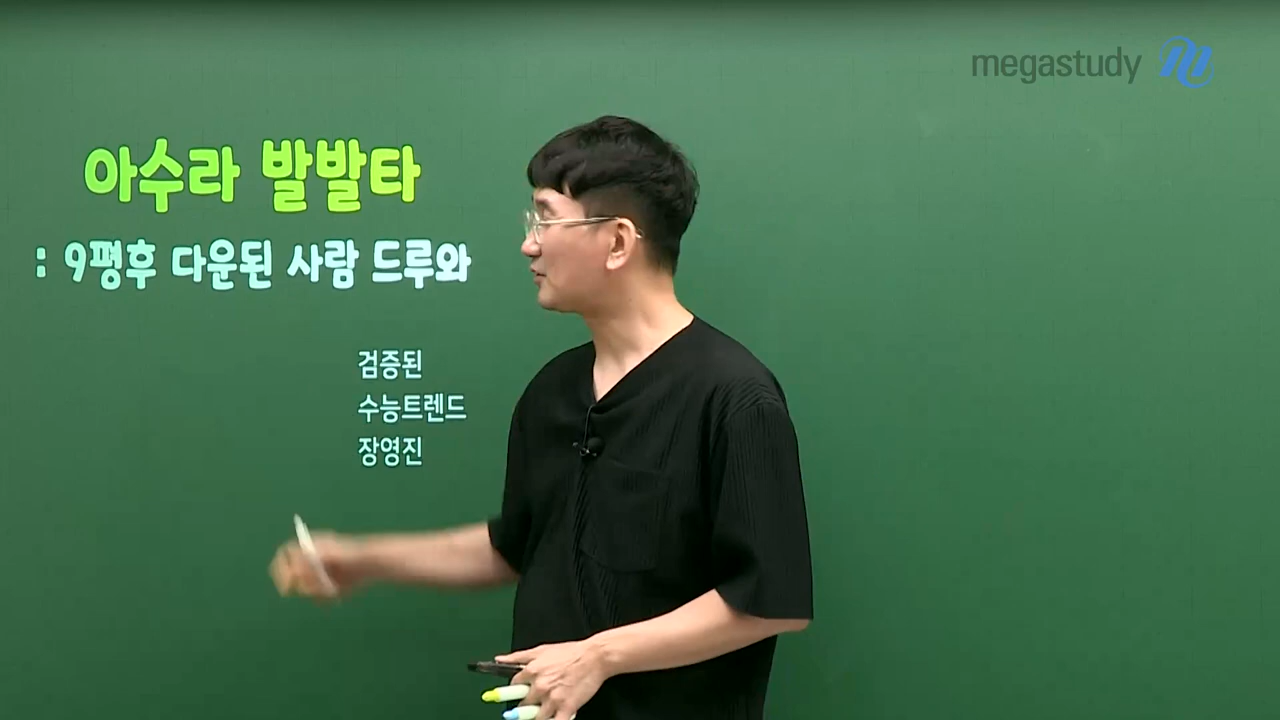 megastudy
아수라 발발타
: 9평후 다운된 사람 드루와
검증된
수능트렌드
장영진